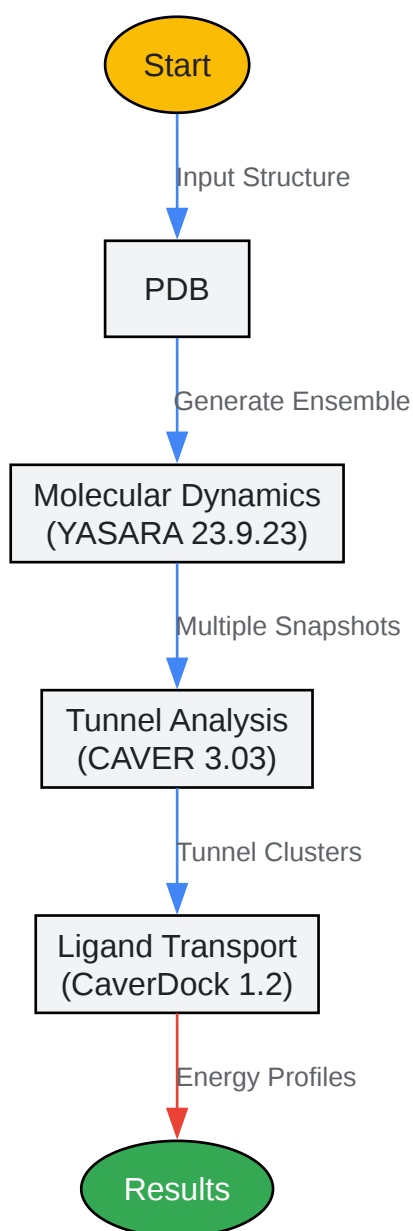 Start
Input Structure
PDB
Generate Ensemble
Molecular Dynamics
(YASARA 23.9.23)
Multiple Snapshots
Tunnel Analysis
(CAVER 3.03)
Tunnel Clusters
Ligand Transport
(CaverDock 1.2)
Energy Profiles
Results